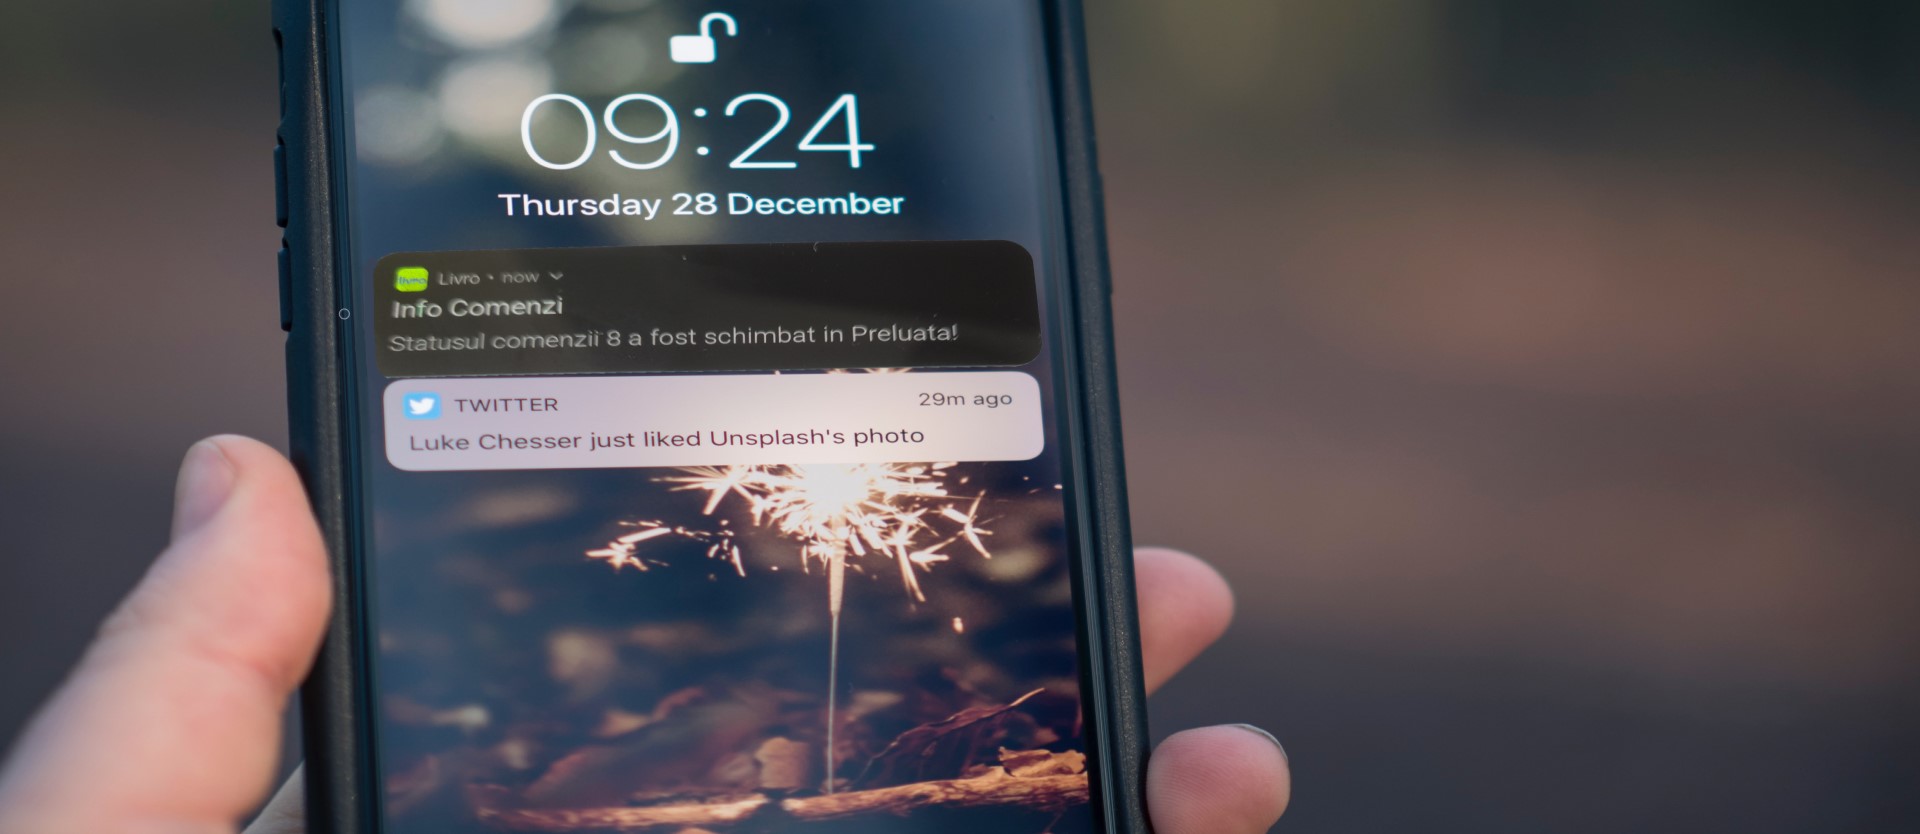 09:24
Thursday 28 December
Livro • now
Info Comenzi
Statusul comenzii 8 a fost schimbat in Preluata!
TWITTER 29m ago
Luke Chesser just liked Unsplash's photo